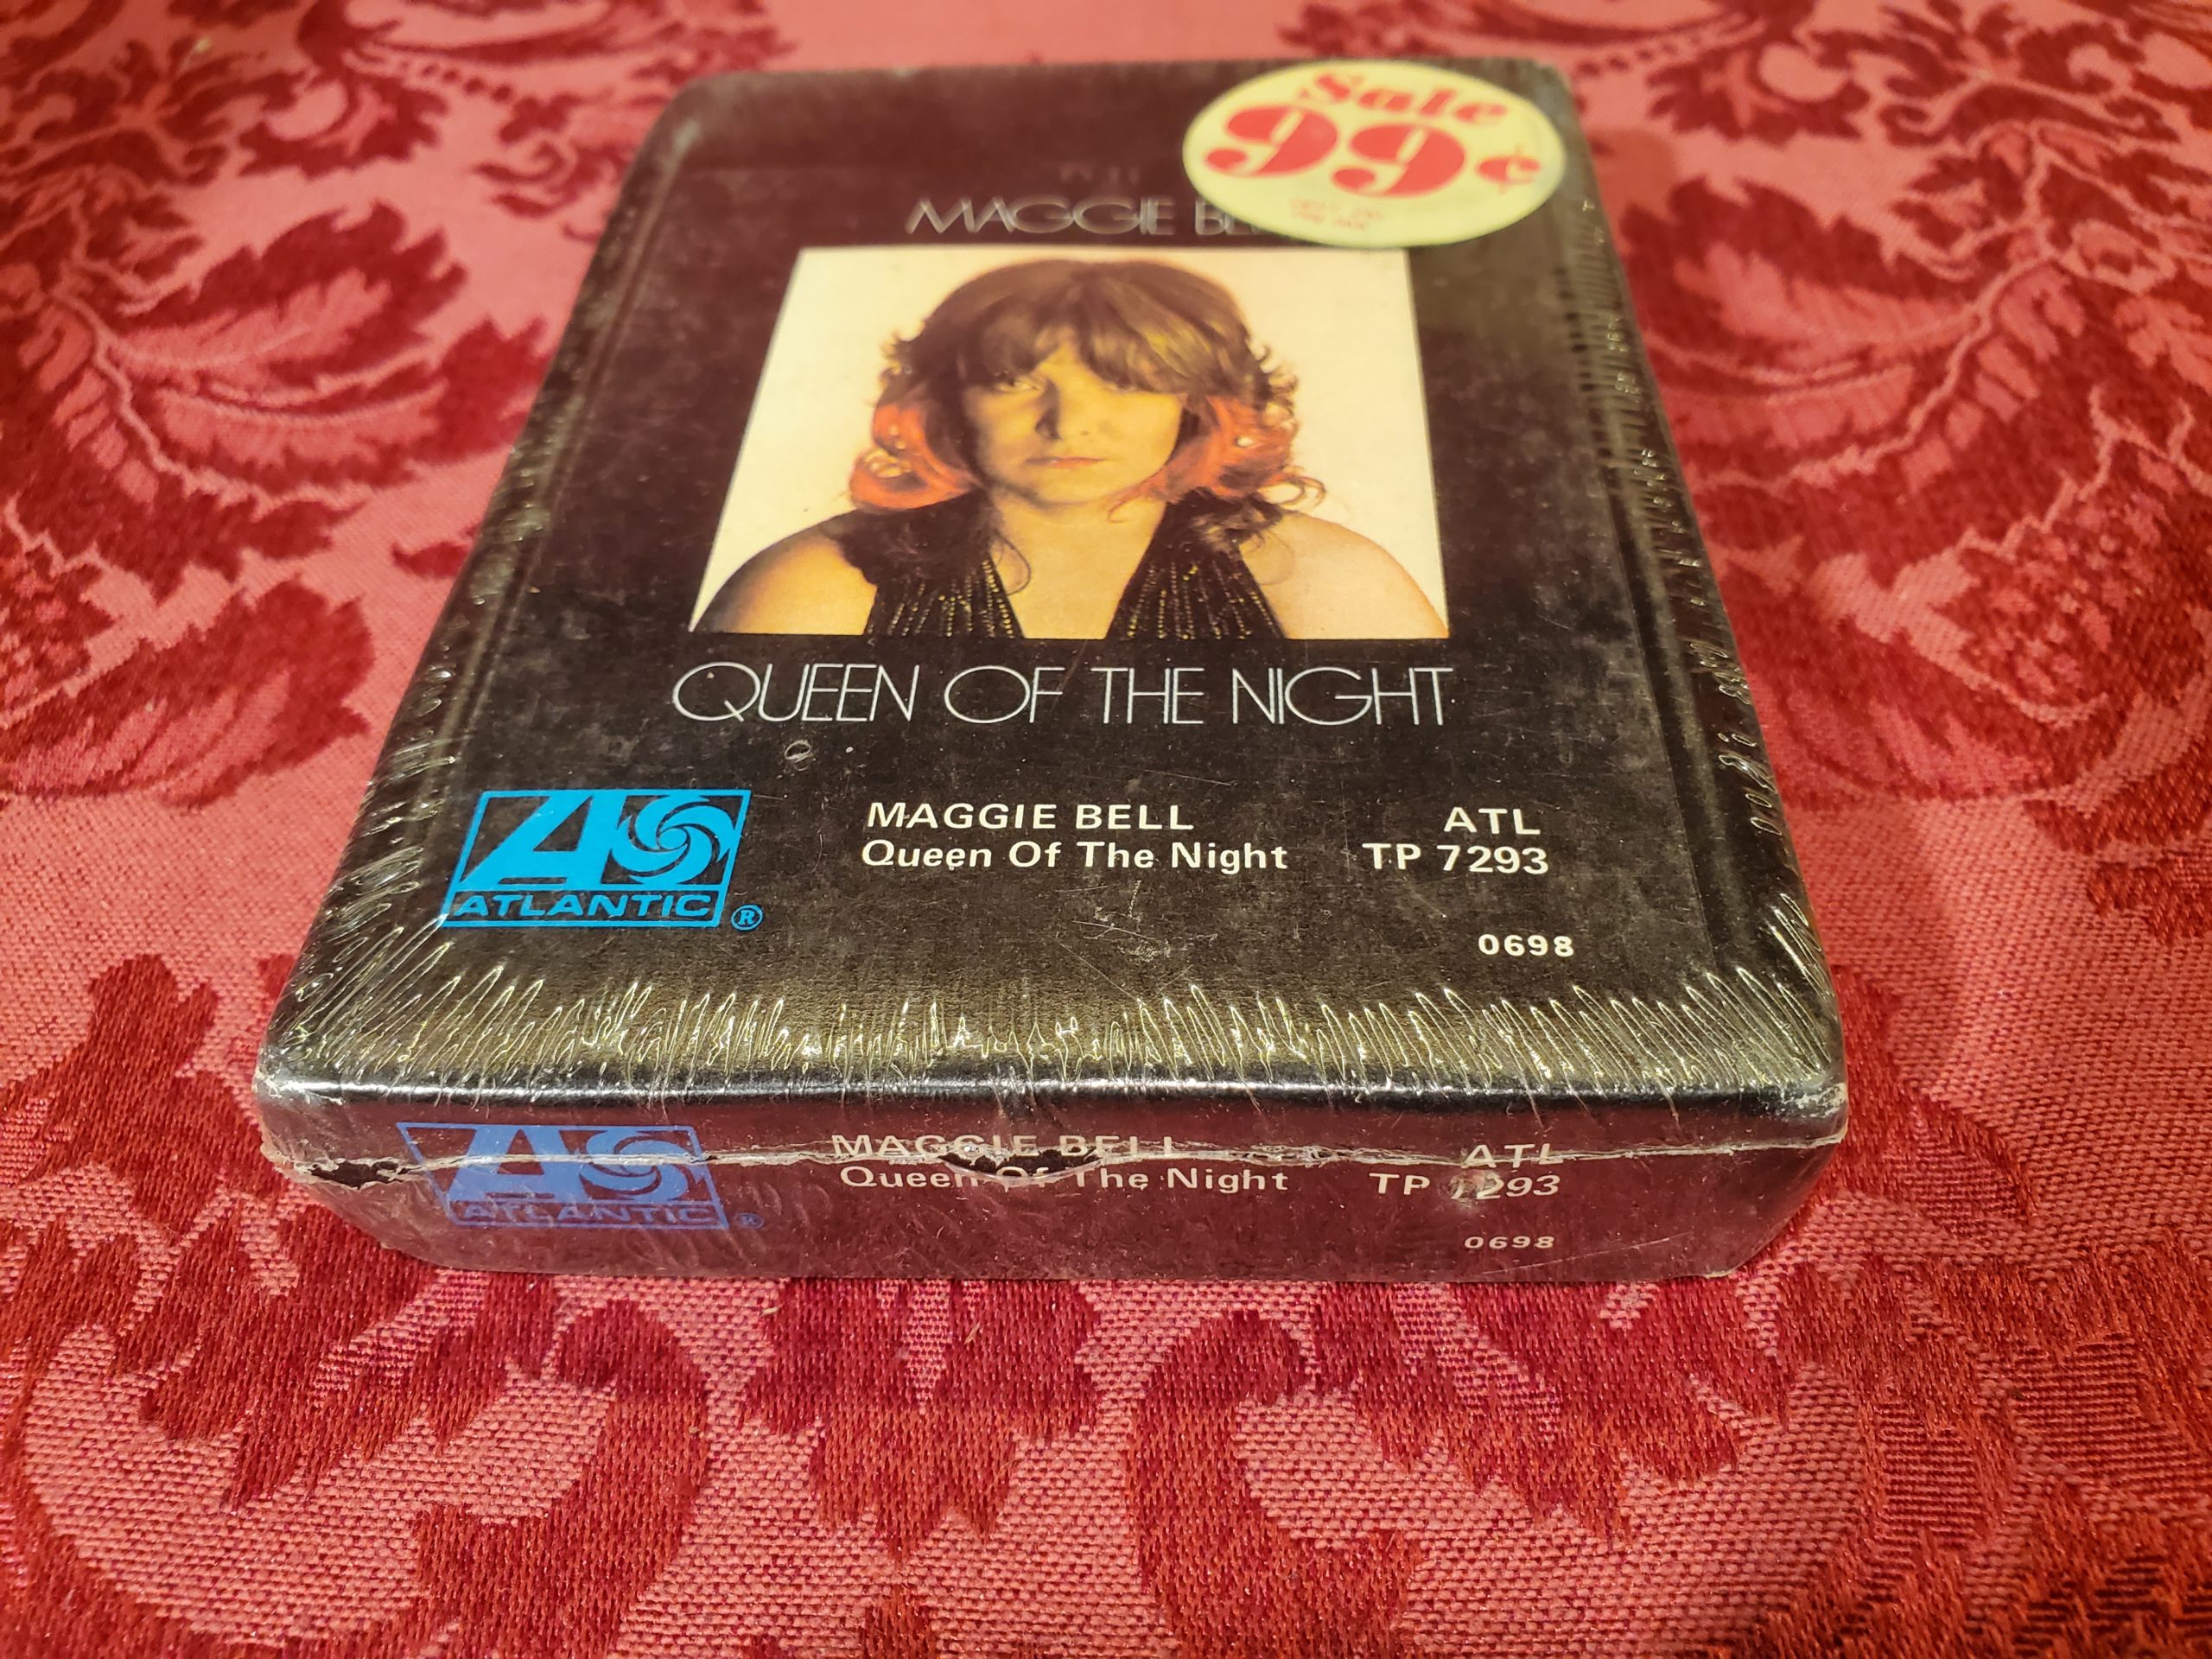 Sale
99¢
MAGGIE
QUEEN OF THE NIGHT
ATLANTIC®
MAGGIE BELL
Queen Of The Night
ATL
TP 7293
0698
ATLANTIC®
MAGGIE BELL
Queen Of The Night
ATL
TP 7293
0698